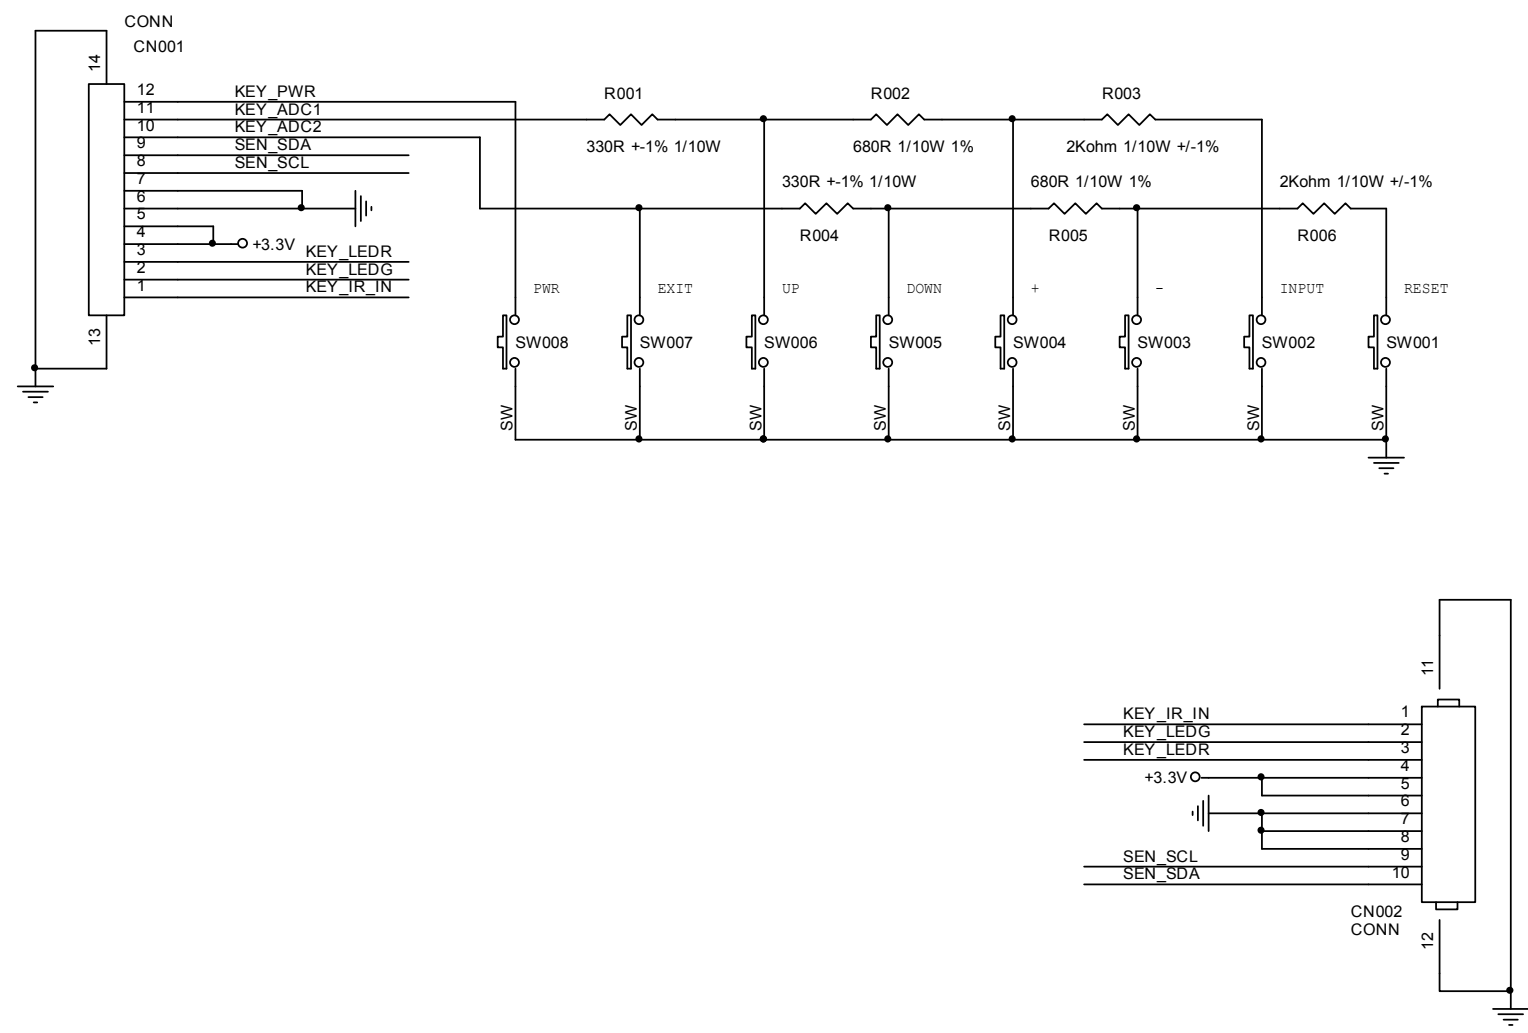 CONN
CN001
14
12 KEY_PWR
11 KEY_ADC1
10 KEY_ADC2
9 SEN_SDA
8 SEN_SCL
7
6
5
4 +3.3V
3 KEY_LEDR
2 KEY_LEDG
1 KEY_IR_IN
13
R001 R002 R003
330R +-1% 1/10W 680R 1/10W 1% 2Kohm 1/10W +/-1%
330R +-1% 1/10W 680R 1/10W 1% 2Kohm 1/10W +/-1%
R004 R005 R006
PWR EXIT UP DOWN + - INPUT RESET
SW008 SW007 SW006 SW005 SW004 SW003 SW002 SW001
SW SW SW SW SW SW SW SW
11
KEY_IR_IN 1
KEY_LEDG 2
KEY_LEDR 3
+3.3V 4
5
6
7
8
SEN_SCL 9
SEN_SDA 10
CN002
CONN
12